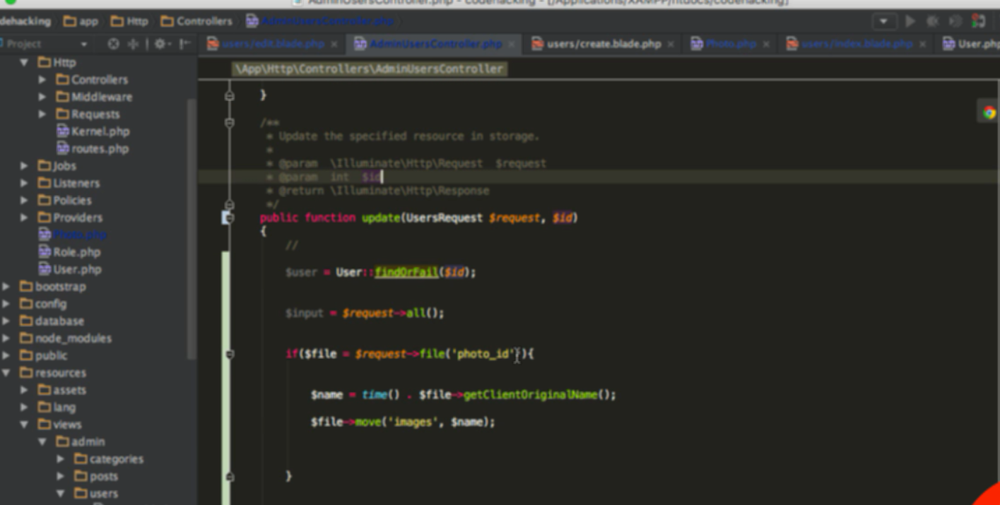 AdminUsersController.php - codehacking - [/Applications/XAMPP/htdocs/codehacking]
dehacking app Http Controllers AdminUsersController.php
Project
users/edit.blade.php AdminUsersController.php users/create.blade.php Photo.php users/index.blade.php User.php
\App\Http\Controllers\AdminUsersController
Http
Controllers
Middleware
Requests
Kernel.php
routes.php
Jobs
Listeners
Policies
Providers
Photo.php
Role.php
User.php
bootstrap
config
database
node_modules
public
resources
assets
lang
views
admin
categories
posts
users
}
/**
* Update the specified resource in storage.
*
* @param \Illuminate\Http\Request $request
* @param int $id
* @return \Illuminate\Http\Response
*/
public function update(UsersRequest $request, $id)
{
//
$user = User::findOrFail($id);
$input = $request->all();
if($file = $request->file('photo_id')){
$name = time() . $file->getClientOriginalName();
$file->move('images', $name);
}